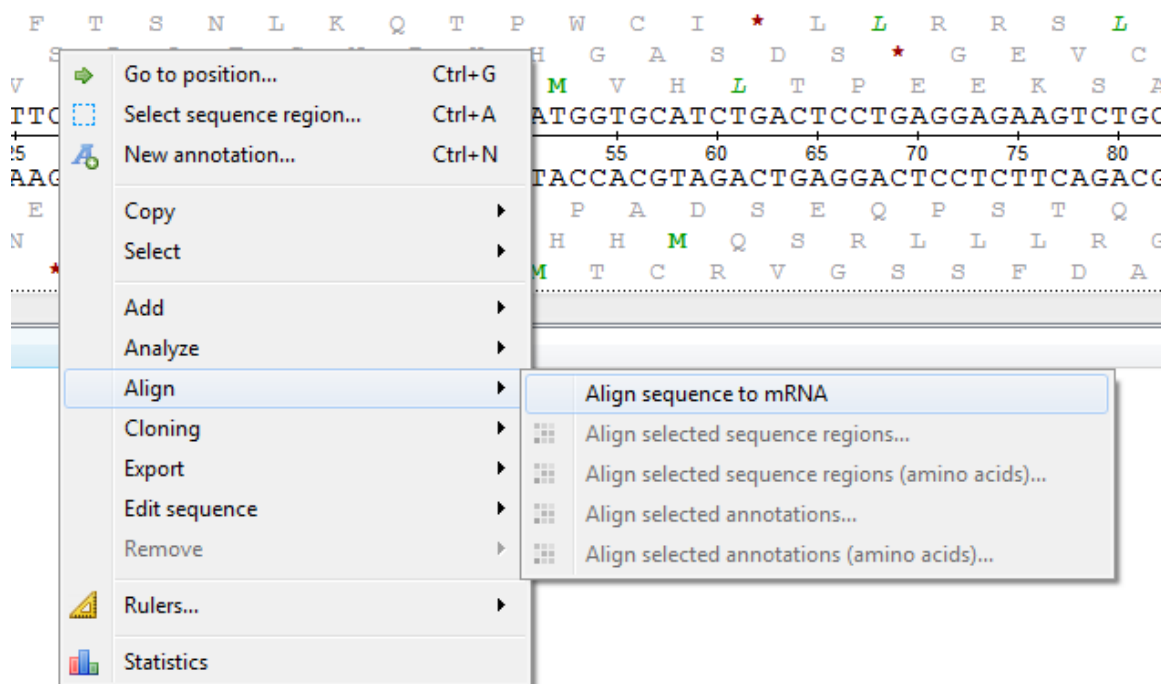 F T S N L K Q T P W C I * L L R R S L
H G A S D S * G E V C
V M V H L T P E E K S A
TTC ATGGTGCATCTGACTCCTGAGGAGAAGTCTGC
25 55 60 65 70 75 80
AAG TACCACGTAGACTGAGGACTCCTCTTCAGACG
E P A D S E Q P S T Q
N H H M Q S R L L L R G
* M T C R V G S S F D A
Go to position... Ctrl+G
Select sequence region... Ctrl+A
New annotation... Ctrl+N
Copy
Select
Add
Analyze
Align
Cloning
Export
Edit sequence
Remove
Rulers...
Statistics
Align sequence to mRNA
Align selected sequence regions...
Align selected sequence regions (amino acids)...
Align selected annotations...
Align selected annotations (amino acids)...